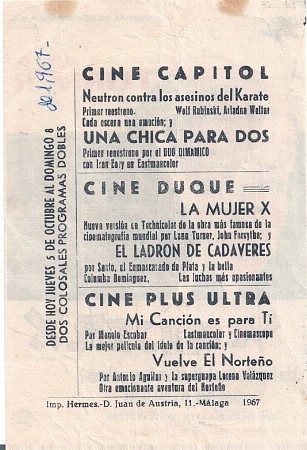 de 1967-
DESDE HOY JUEVES 5 DE OCTUBRE AL DOMINGO 8
DOS COLOSALES PROGRAMAS DOBLES
CINE CAPITOL
Neutron contra los asesinos del Karate
Primer reestreno. Wolf Rubinski, Ariadna Welter
Cada escena una emoción; y
UNA CHICA PARA DOS
Primer reeestreno por el DUO DINAMICO
con Iran Eory en Eastmancolor
CINE DUQUE
LA MUJER X
Nueva versión en Technicolor de la obra más famosa de la
cinematografía mundial por Lana Turner, John Forsythe; y
EL LADRON DE CADAVERES
por Santo, el Enmascarado de Plata y la bella
Columba Domínguez, Las luchas más apasionantes
CINE PLUS ULTRA
Mi Canción es para Tí
Por Manolo Escobar Eastmancolor y Cinemascope
La mejor película del ídolo de la canción; y
Vuelve El Norteño
Por Antonio Aguilar y la superguapa Lorena Velázquez
Otra emocionante aventura del Norteño
Imp. Hermes.-D. Juan de Austria, 11.-Málaga 1967